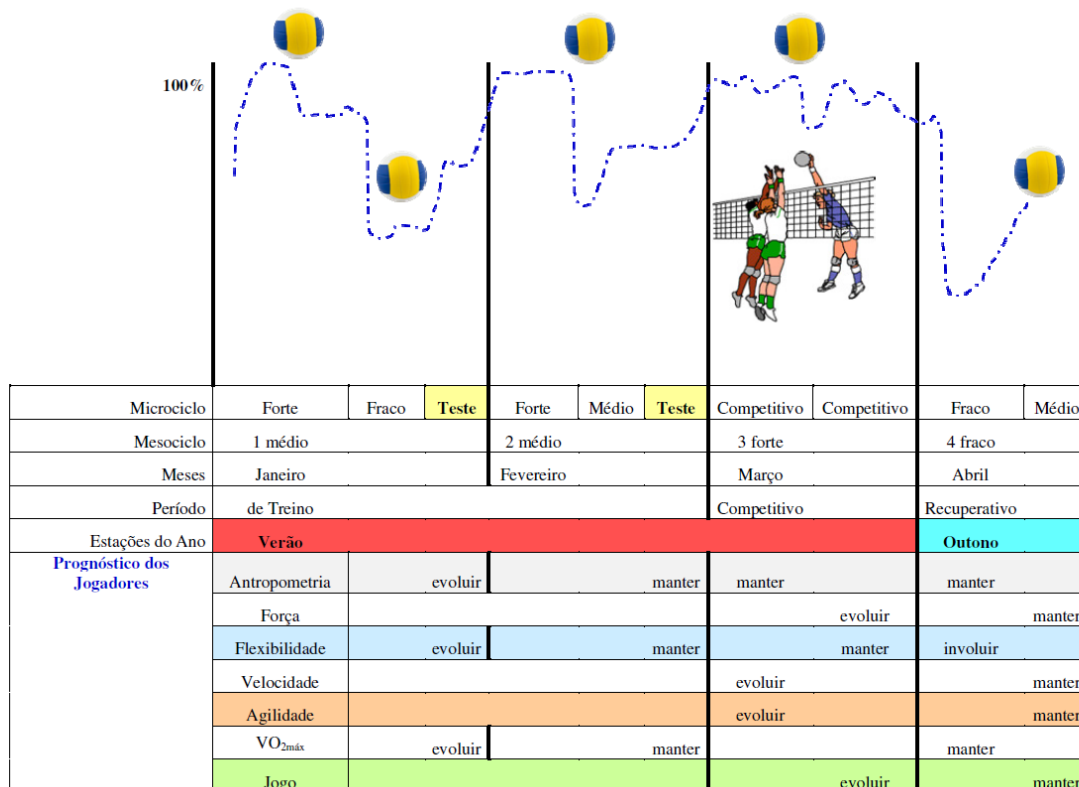 100%
Microciclo Forte Fraco Teste Forte Médio Teste Competitivo Competitivo Fraco Médio
Mesociclo 1 médio 2 médio 3 forte 4 fraco
Meses Janeiro Fevereiro Março Abril
Período de Treino Competitivo Recuperativo
Estações do Ano Verão Outono
Prognóstico dos
Jogadores
Antropometria evoluir manter manter manter
Força evoluir manter
Flexibilidade evoluir manter manter involuir
Velocidade evoluir manter
Agilidade evoluir manter
VO2máx evoluir manter manter
Jogo evoluir manter